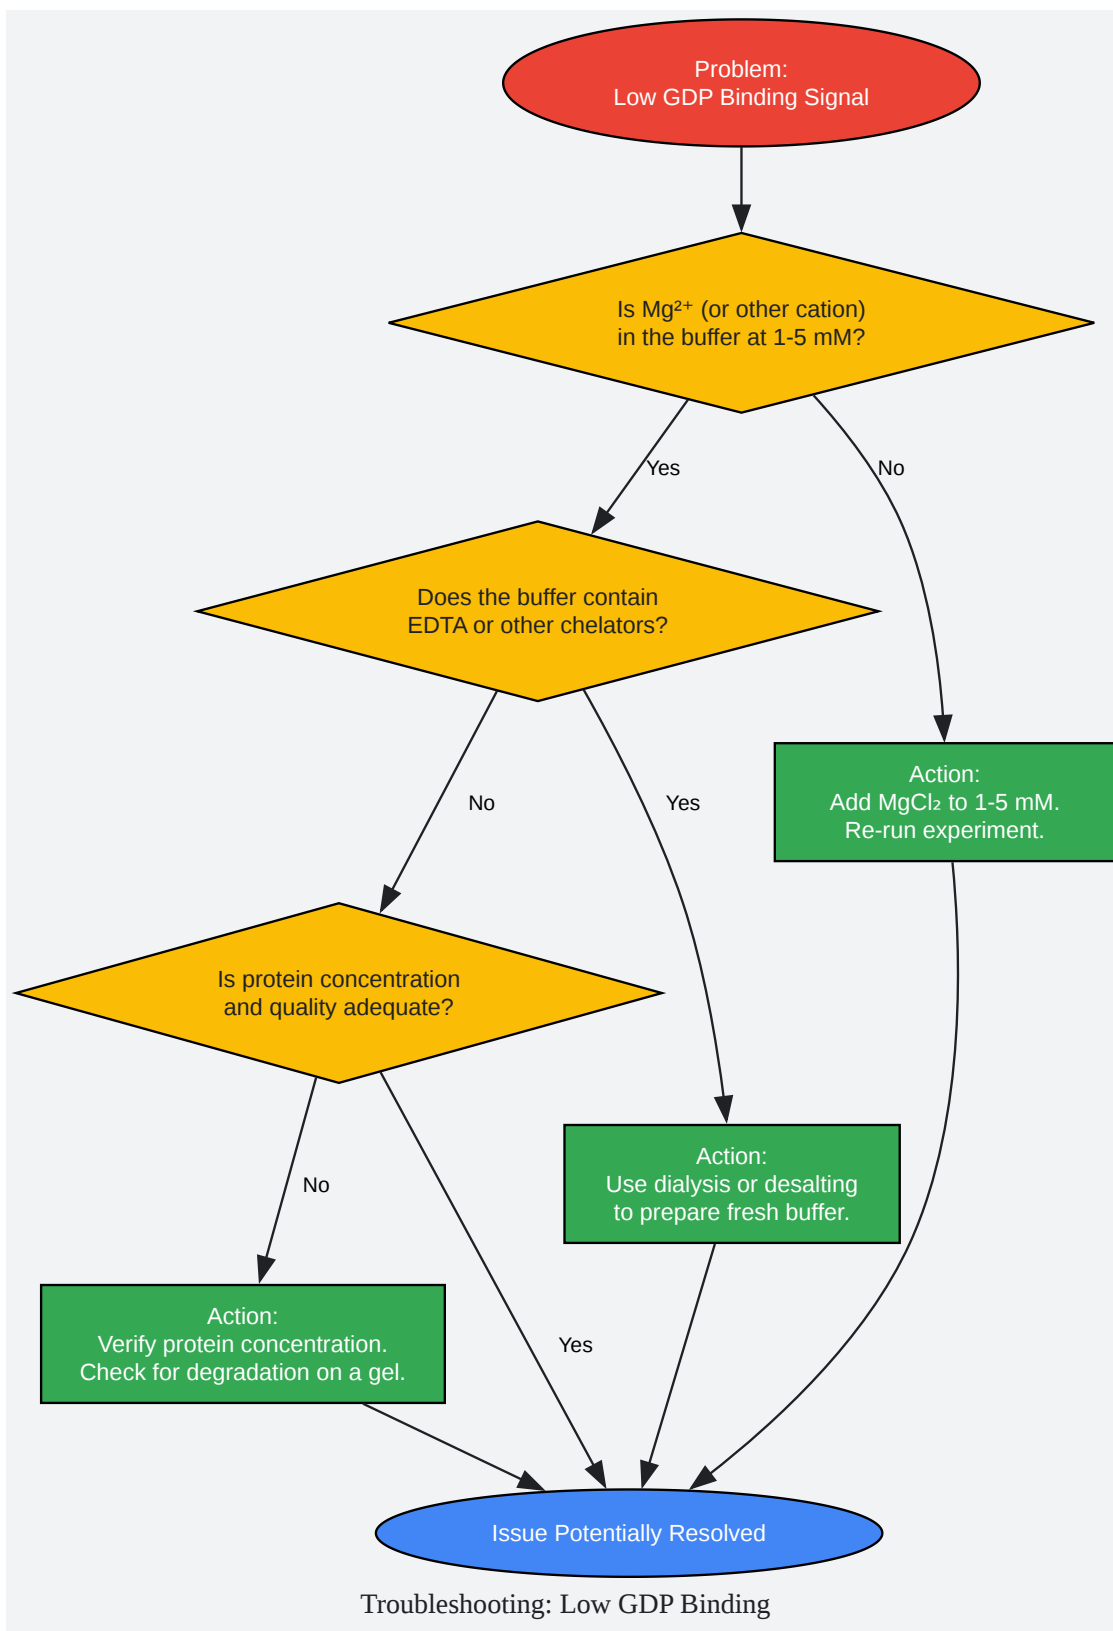 Problem:
Low GDP Binding Signal
Is Mg²⁺ (or other cation)
in the buffer at 1-5 mM?
Yes
No
Does the buffer contain
EDTA or other chelators?
No
Yes
Action:
Add MgCl₂ to 1-5 mM.
Re-run experiment.
Is protein concentration
and quality adequate?
Action:
Use dialysis or desalting
to prepare fresh buffer.
No
Yes
Action:
Verify protein concentration.
Check for degradation on a gel.
Issue Potentially Resolved
Troubleshooting: Low GDP Binding